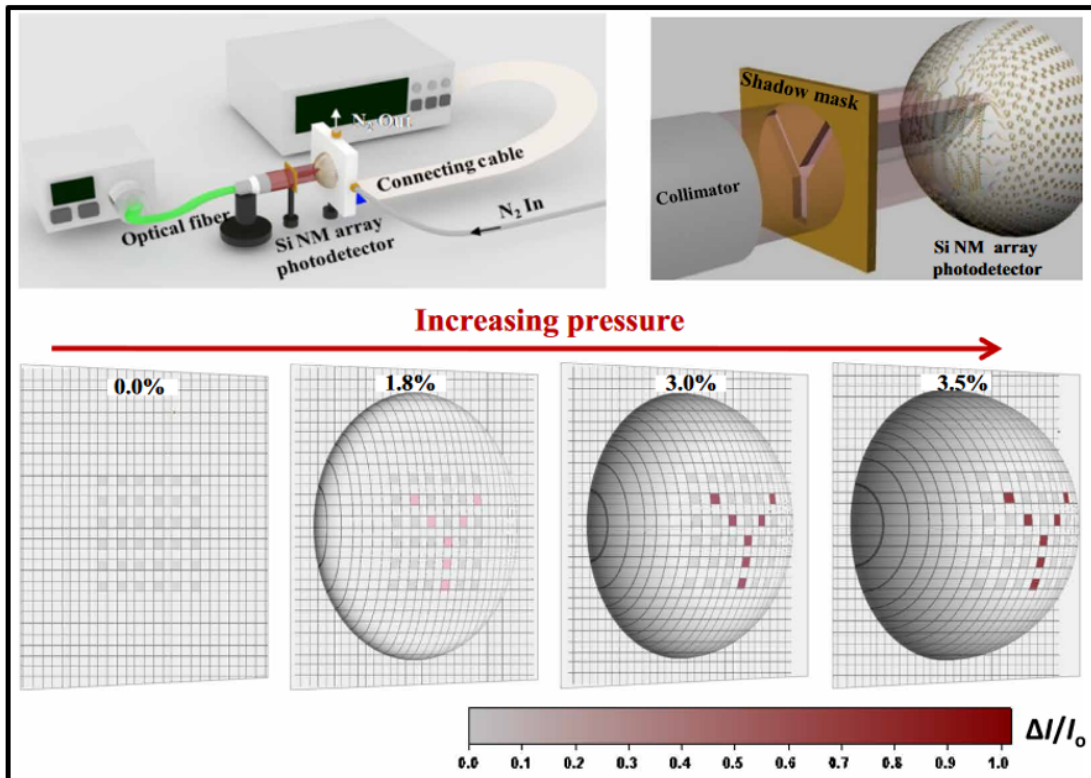 N₂ Out
Connecting cable
Optical fiber
N₂ In
Si NM array
photodetector
Shadow mask
Collimator
Si NM array
photodetector
Increasing pressure
0.0%
1.8%
3.0%
3.5%
ΔI/Iₒ
0.0 0.1 0.2 0.3 0.4 0.5 0.6 0.7 0.8 0.9 1.0